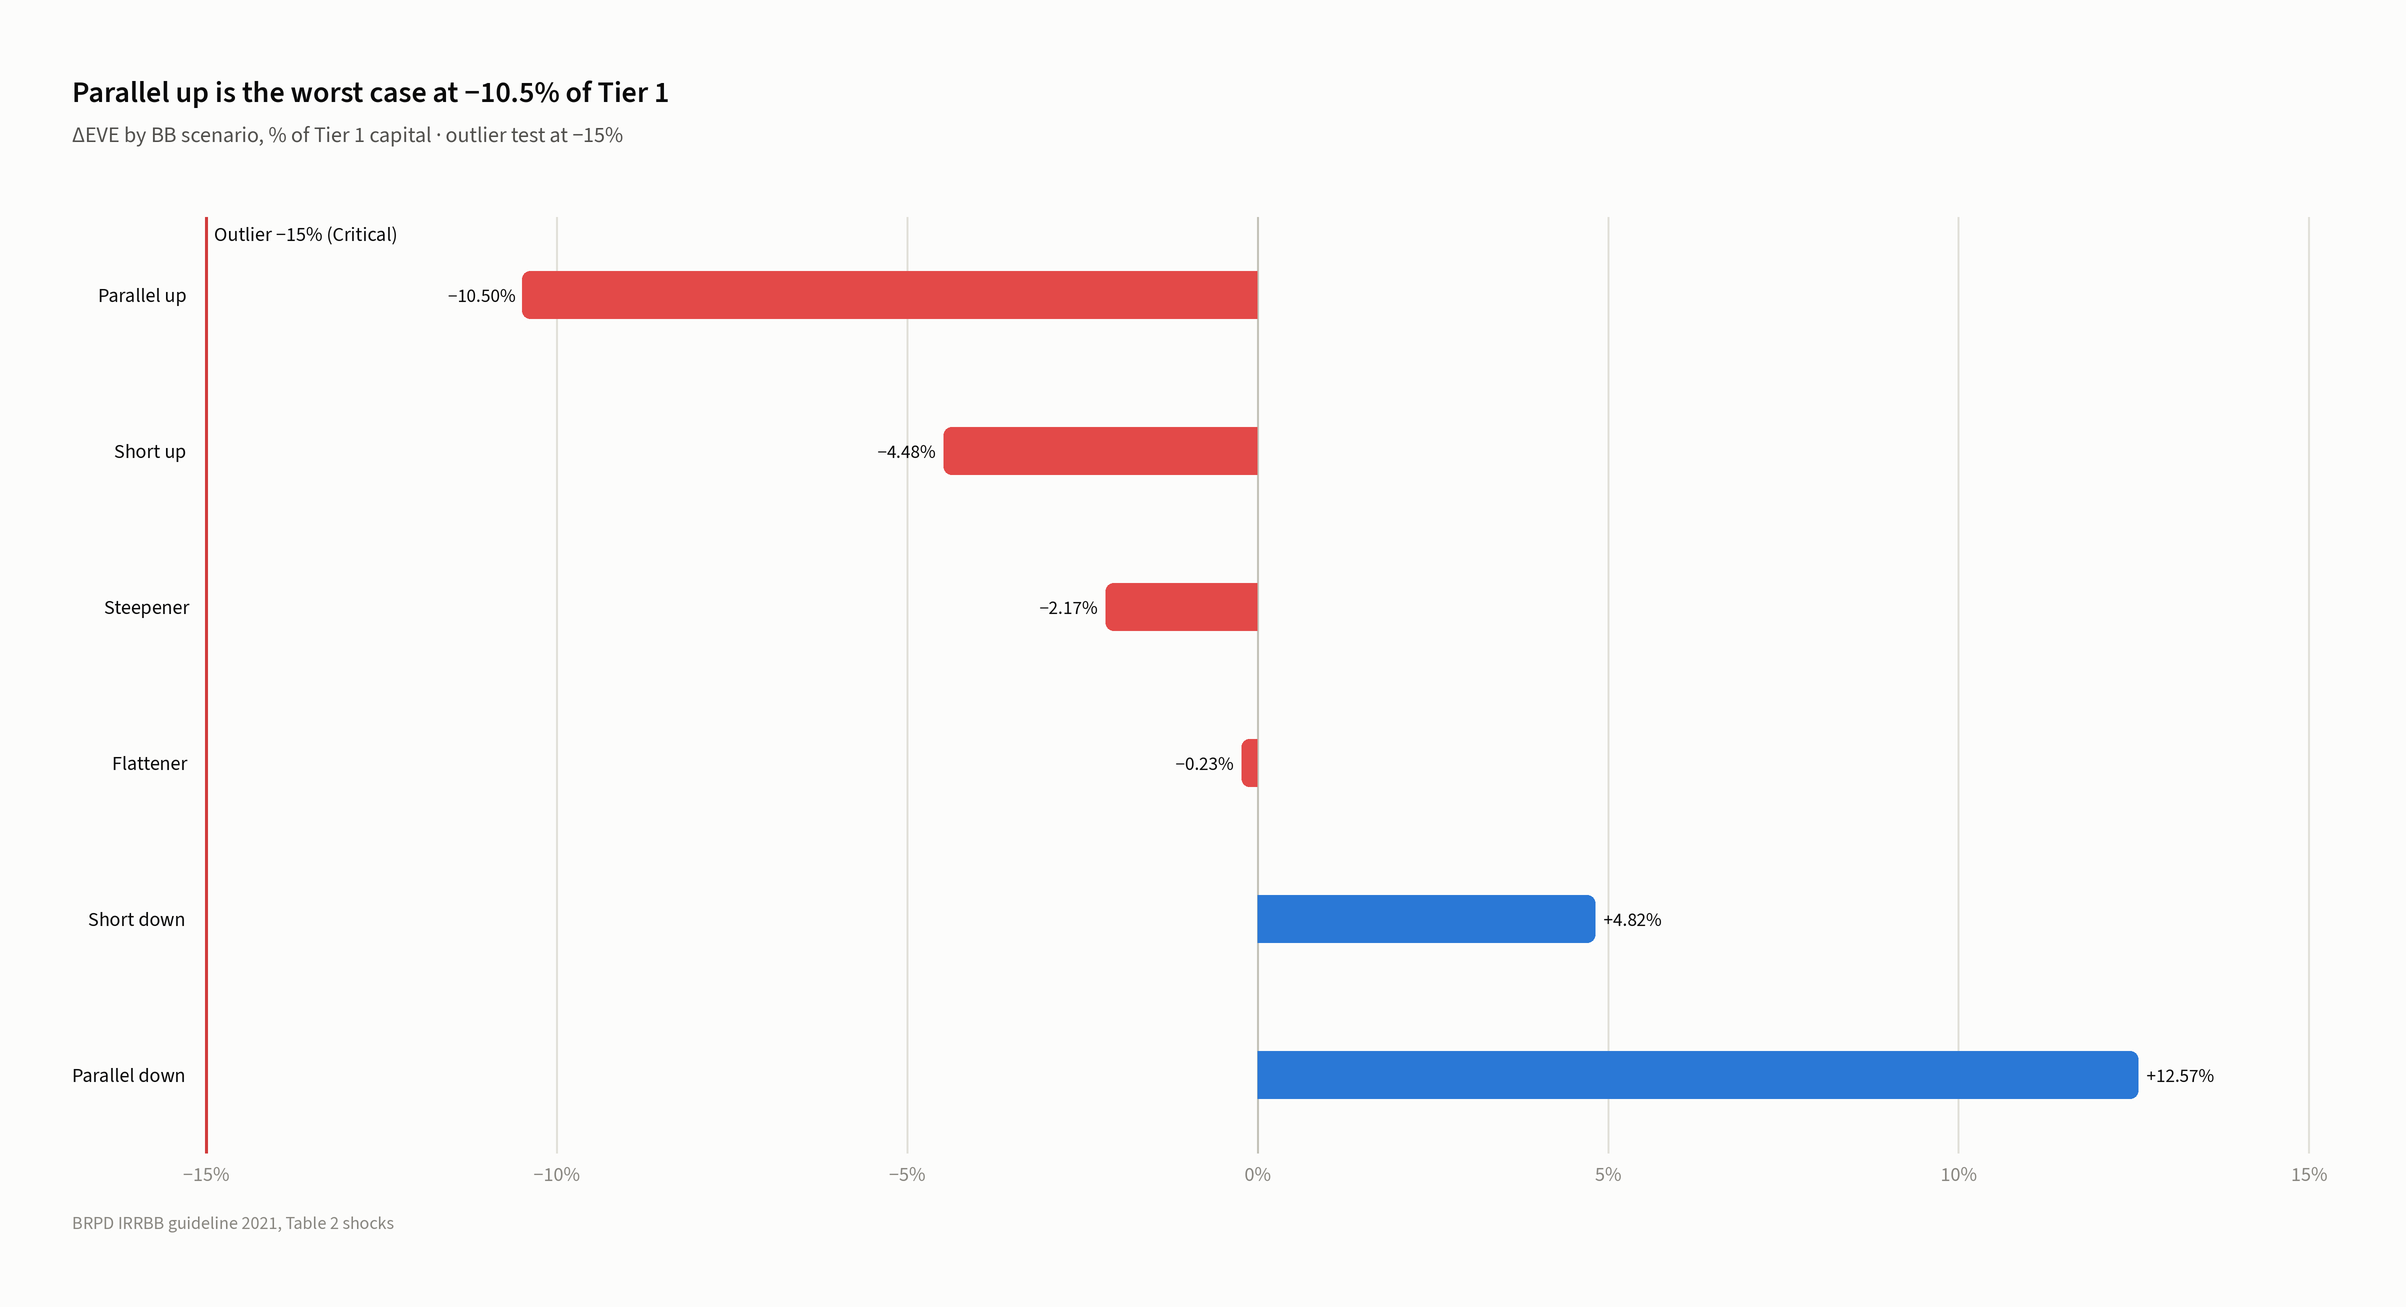 Parallel up is the worst case at −10.5% of Tier 1
ΔEVE by BB scenario, % of Tier 1 capital · outlier test at −15%
Outlier −15% (Critical)
Parallel up −10.50%
Short up −4.48%
Steepener −2.17%
Flattener −0.23%
Short down +4.82%
Parallel down +12.57%
−15% −10% −5% 0% 5% 10% 15%
BRPD IRRBB guideline 2021, Table 2 shocks